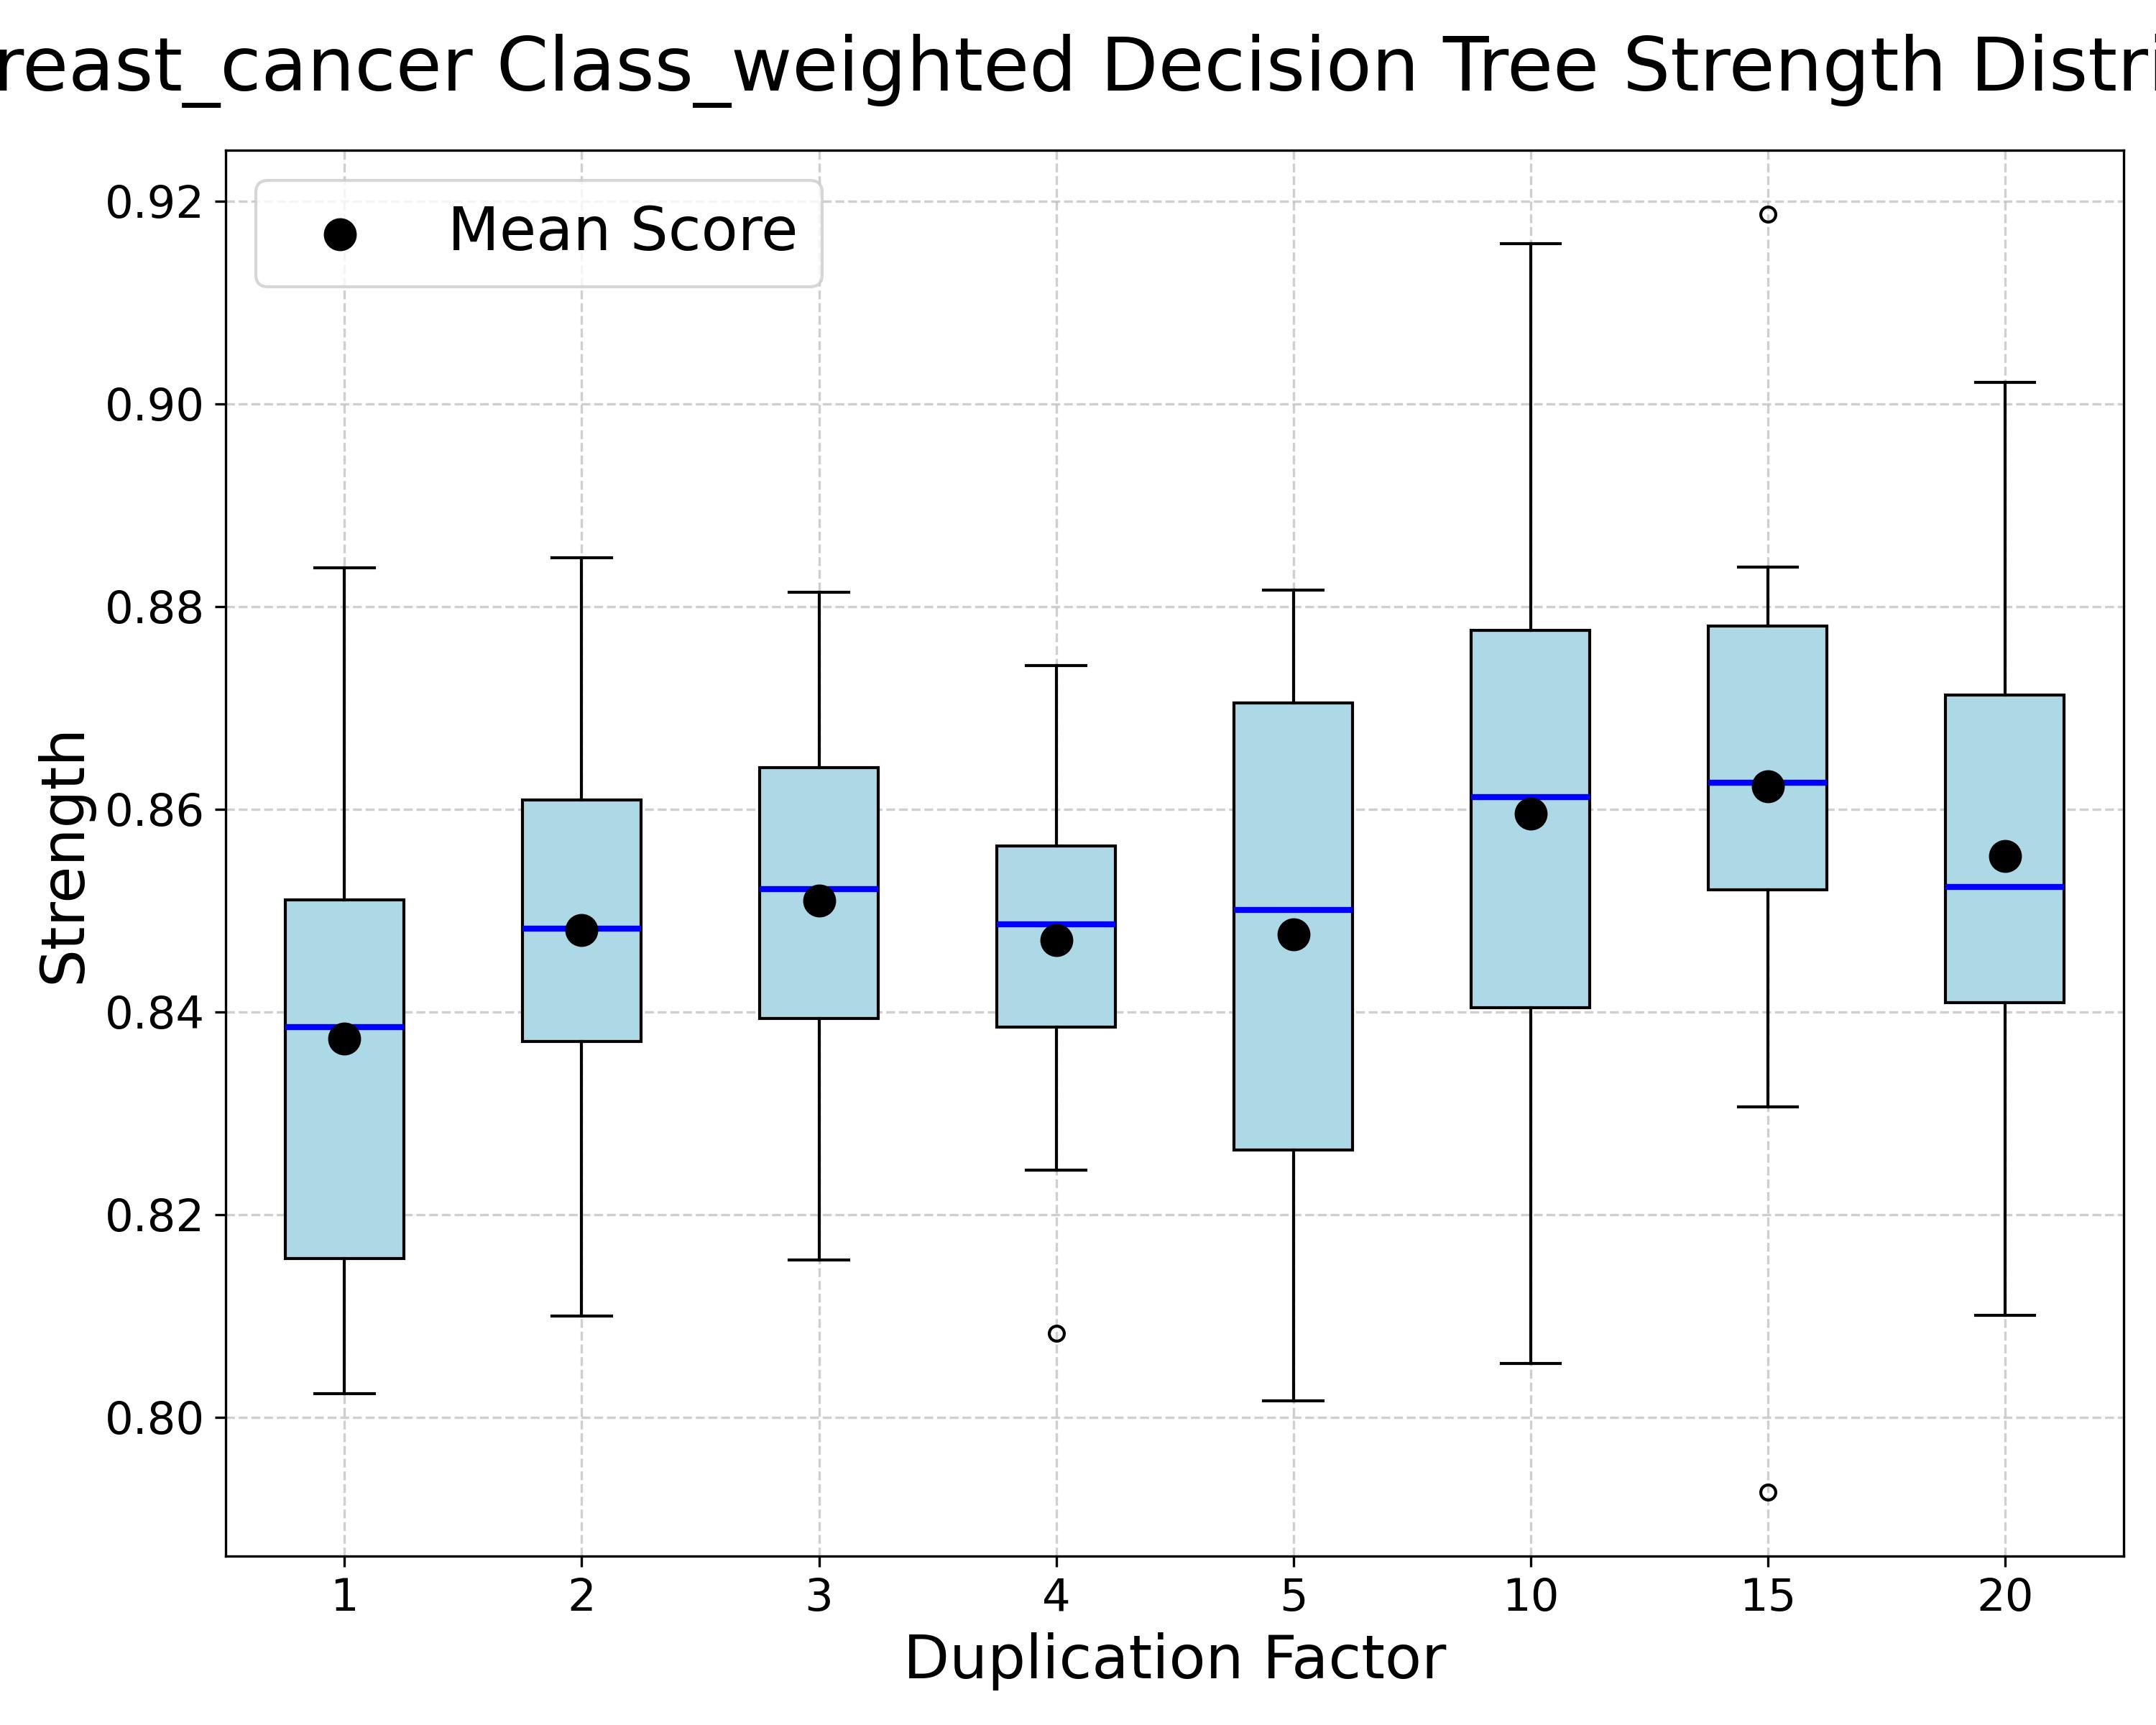 reast_cancer Class_weighted Decision Tree Strength Distri
Mean Score
Strength
0.92
0.90
0.88
0.86
0.84
0.82
0.80
1 2 3 4 5 10 15 20
Duplication Factor